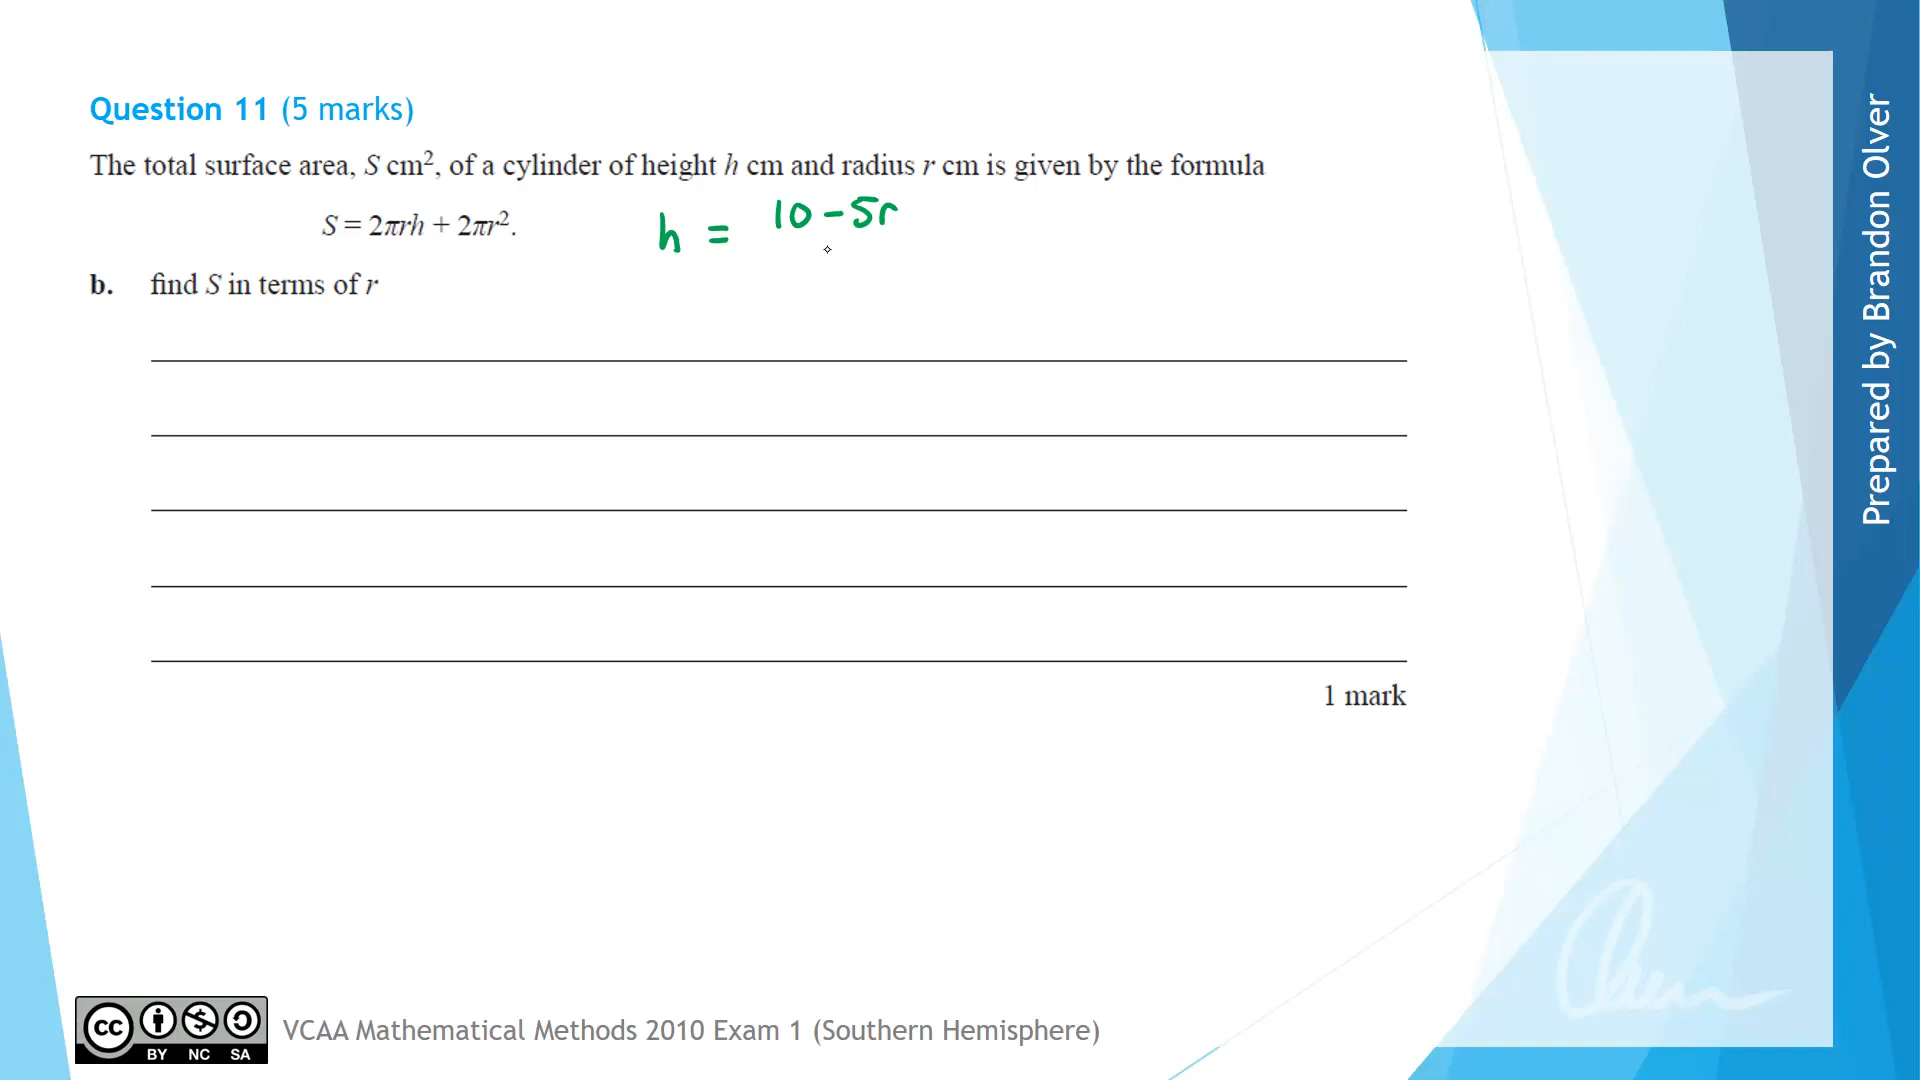 Question 11 (5 marks)
The total surface area, S cm², of a cylinder of height h cm and radius r cm is given by the formula
S = 2πrh + 2πr².
h = 10 - 5r
b. find S in terms of r
1 mark
Prepared by Brandon Olver
CC BY NC SA
VCAA Mathematical Methods 2010 Exam 1 (Southern Hemisphere)